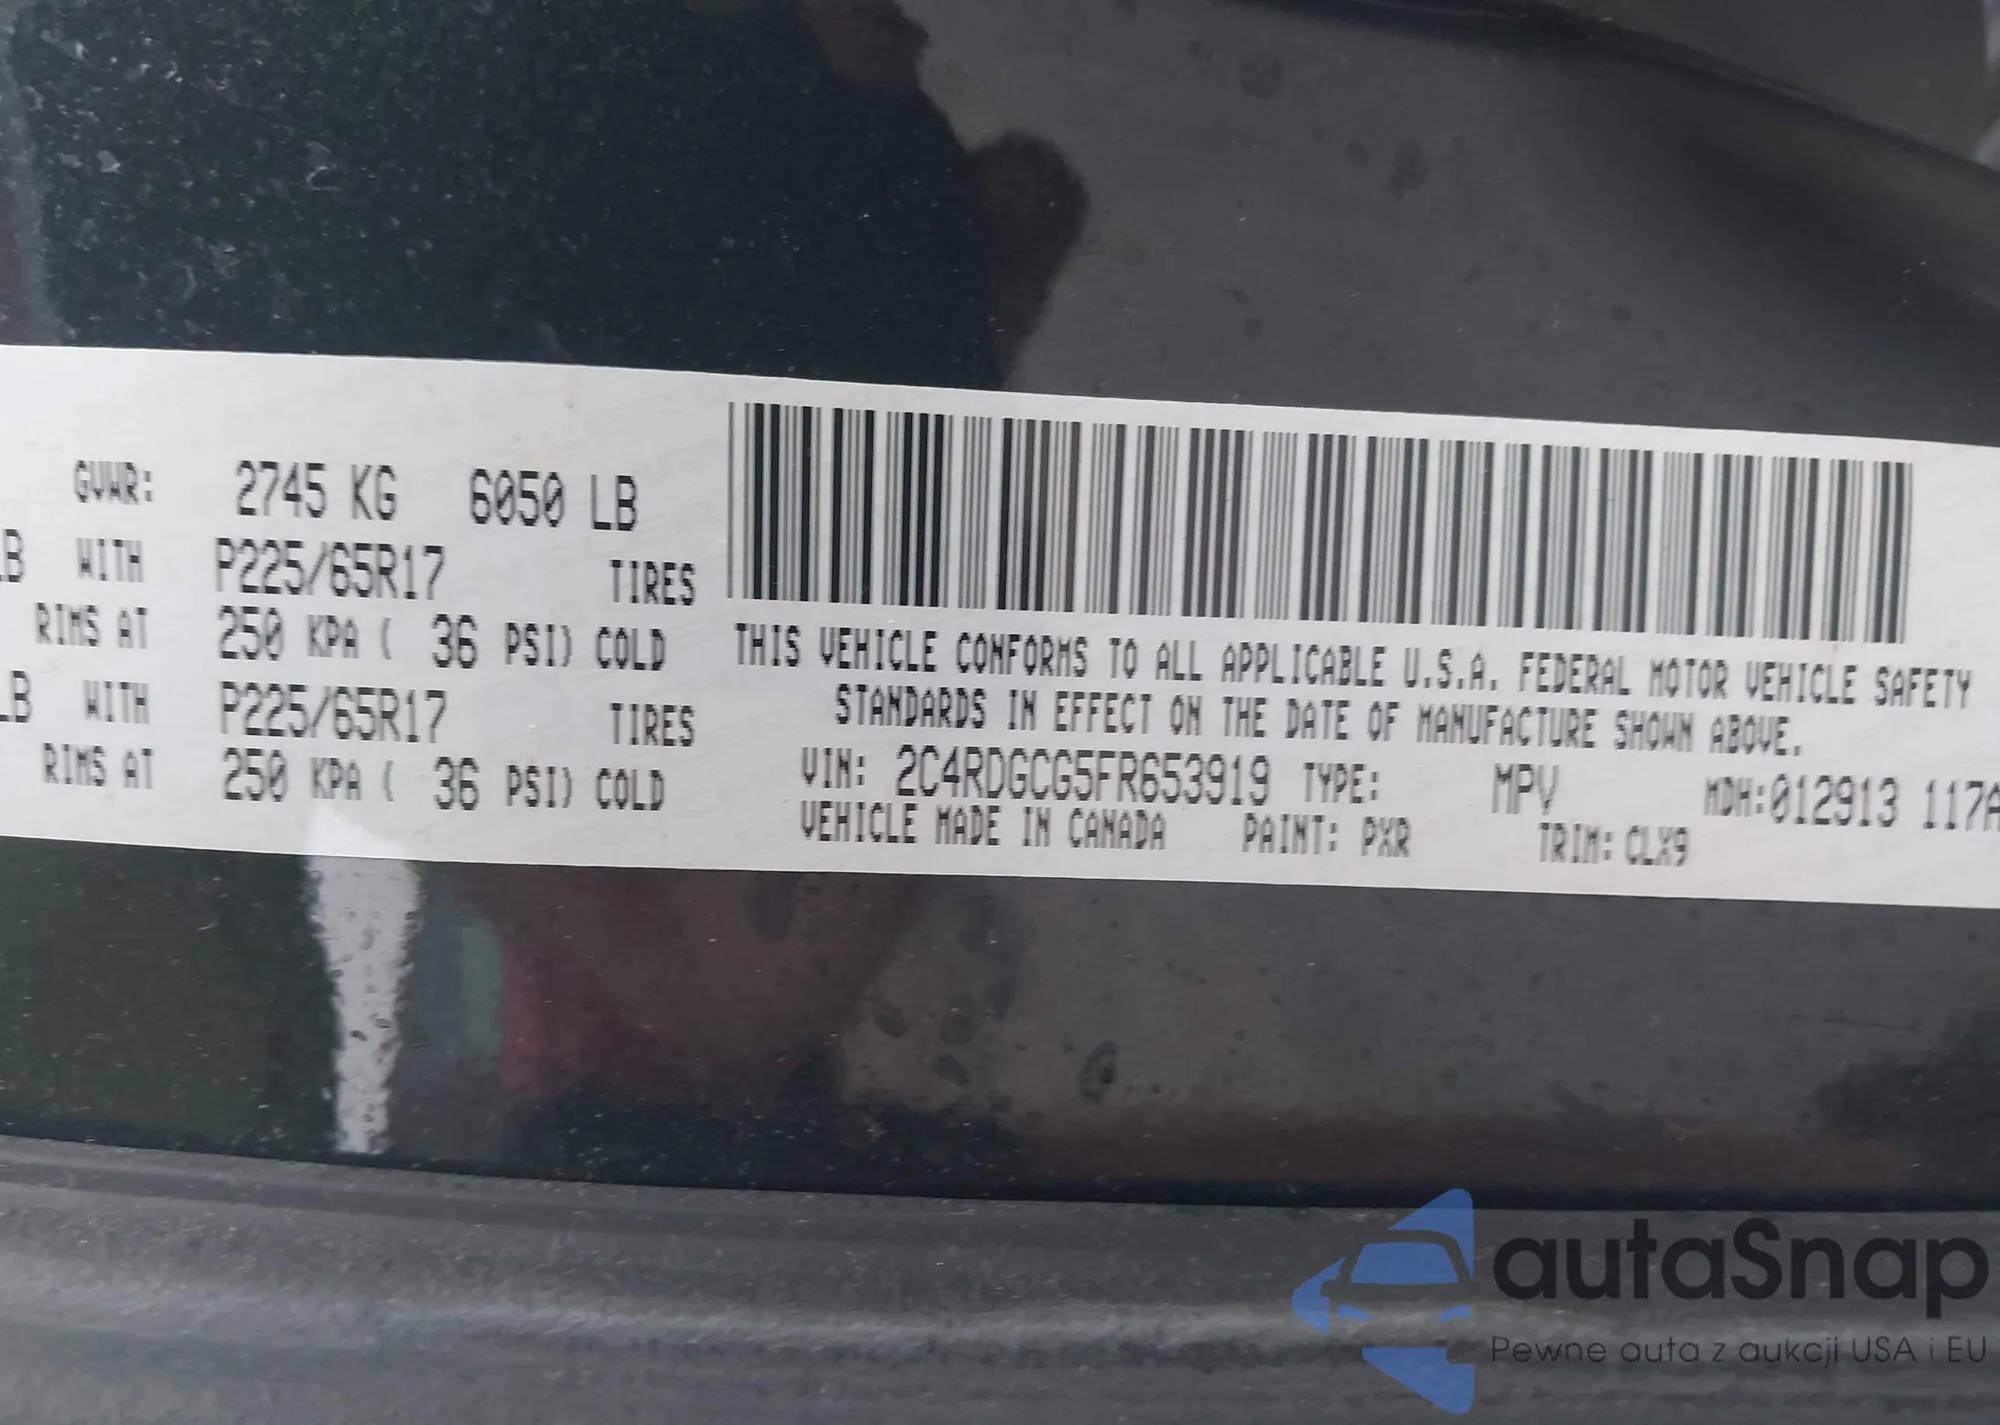 GVWR: 2745 KG 6050 LB
LB WITH P225/65R17 TIRES
RIMS AT 250 KPA ( 36 PSI) COLD
LB WITH P225/65R17 TIRES
RIMS AT 250 KPA ( 36 PSI) COLD
THIS VEHICLE CONFORMS TO ALL APPLICABLE U.S.A. FEDERAL MOTOR VEHICLE SAFETY
STANDARDS IN EFFECT ON THE DATE OF MANUFACTURE SHOWN ABOVE.
VIN: 2C4RDGCG5FR653919 TYPE: MPV MDH:012913 117A
VEHICLE MADE IN CANADA PAINT: PXR TRIM: CLX9
autaSnap
Pewne auta z aukcji USA i EU